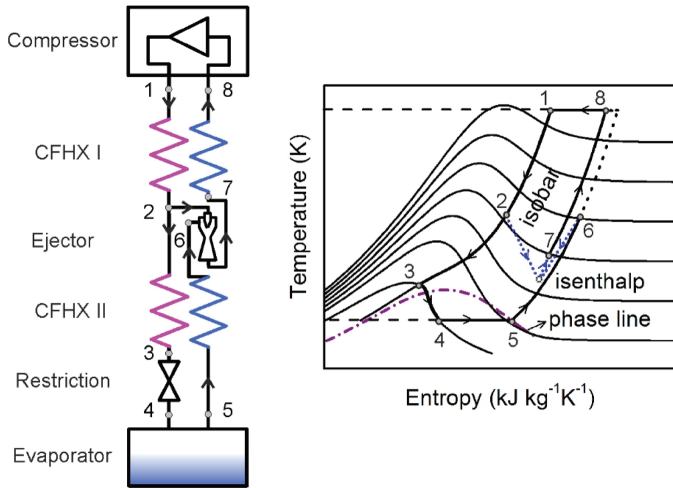 Compressor
1
8
CFHX I
7
2
Ejector
6
CFHX II
3
Restriction
4
5
Evaporator
Temperature (K)
1
8
isobar
2
6
7
isenthalp
3
phase line
4
5
Entropy (kJ kg⁻¹K⁻¹)